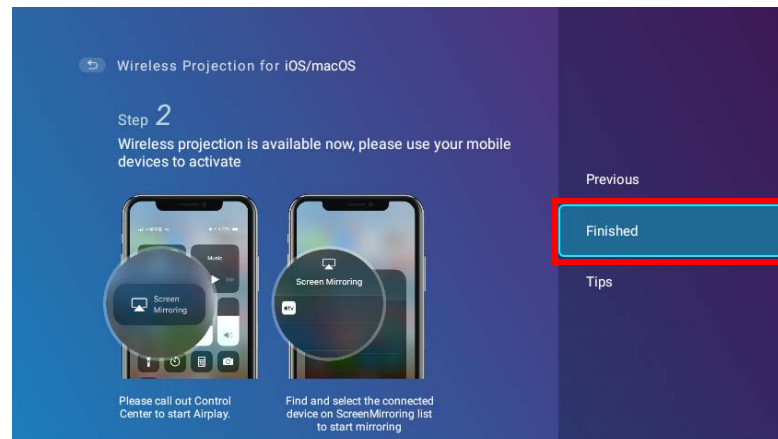 Wireless Projection for iOS/macOS
Step 2
Wireless projection is available now, please use your mobile
devices to activate
Music
Screen
Mirroring
Screen Mirroring
tv
Please call out Control
Center to start Airplay.
Find and select the connected
device on ScreenMirroring list
to start mirroring
Previous
Finished
Tips